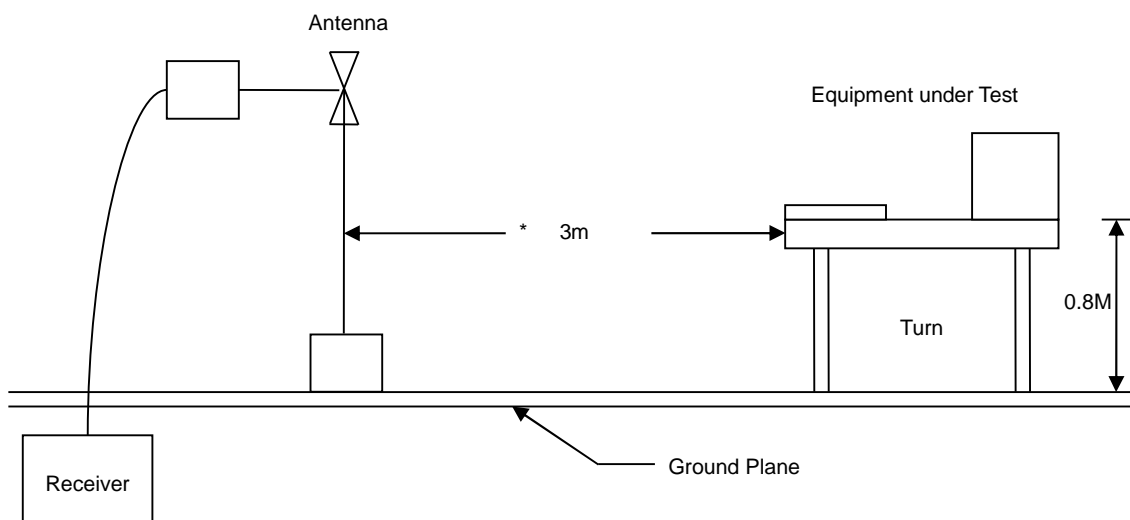 Antenna
Equipment under Test
* 3m
0.8M
Turn
Ground Plane
Receiver